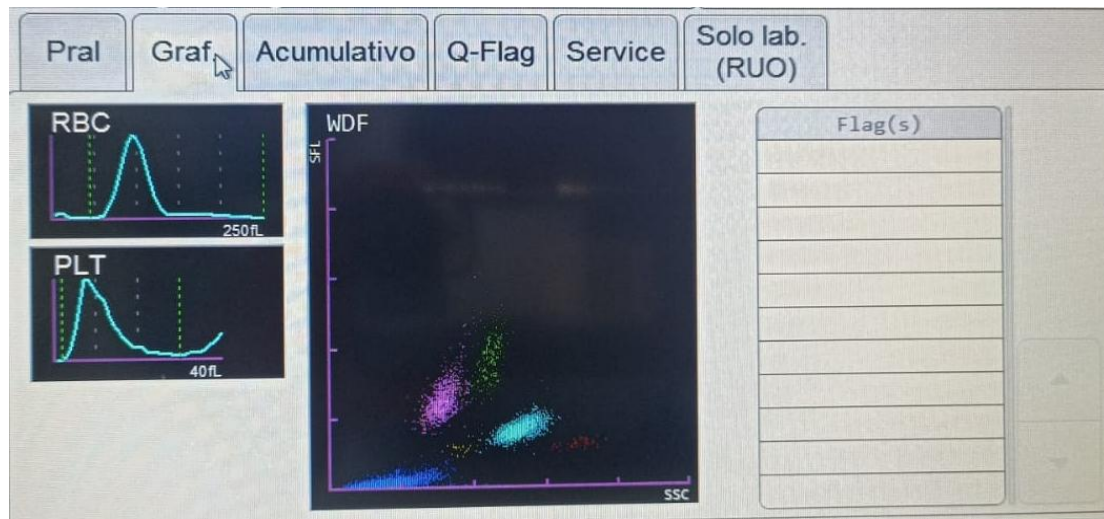 Pral
Graf.
Acumulativo
Q-Flag
Service
Solo lab.
(RUO)
RBC
250fL
PLT
40fL
WDF
SFL
SSC
Flag(s)